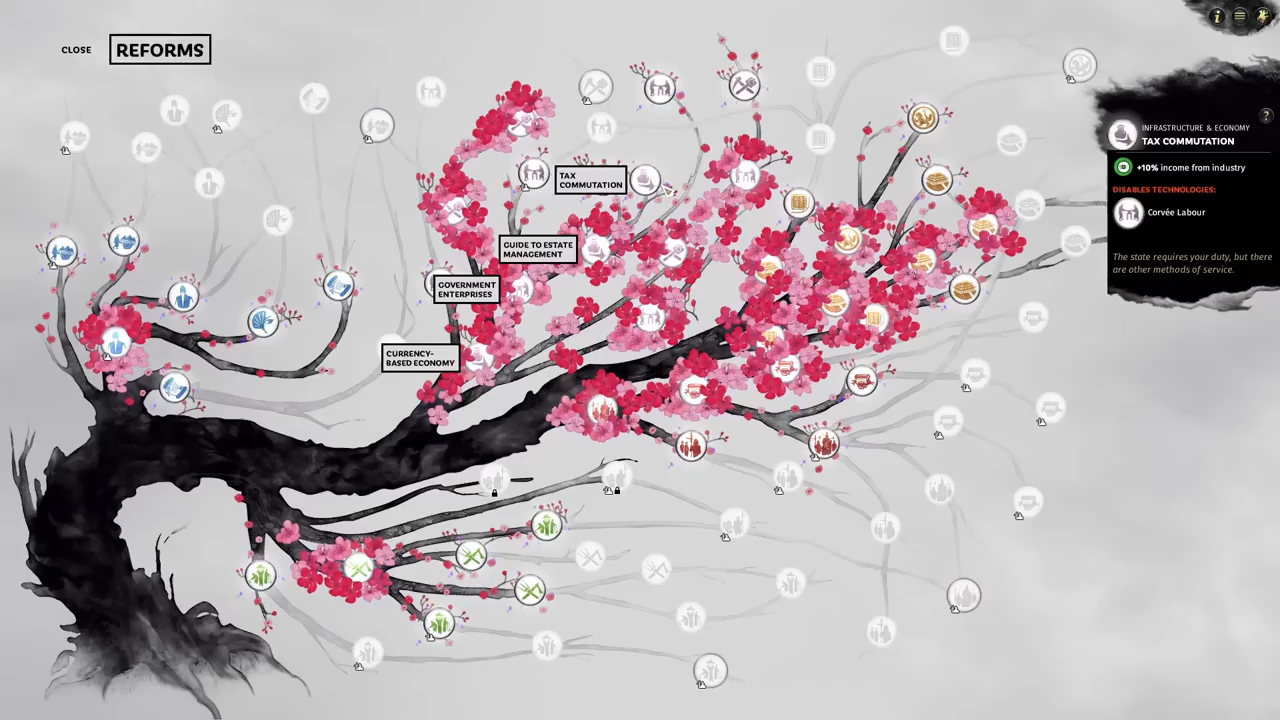 CLOSE
REFORMS
TAX
COMMUTATION
GUIDE TO ESTATE
MANAGEMENT
GOVERNMENT
ENTERPRISES
CURRENCY-
BASED ECONOMY
?
INFRASTRUCTURE & ECONOMY
TAX COMMUTATION
+10% income from industry
DISABLES TECHNOLOGIES:
Corvée Labour
The state requires your duty, but there
are other methods of service.